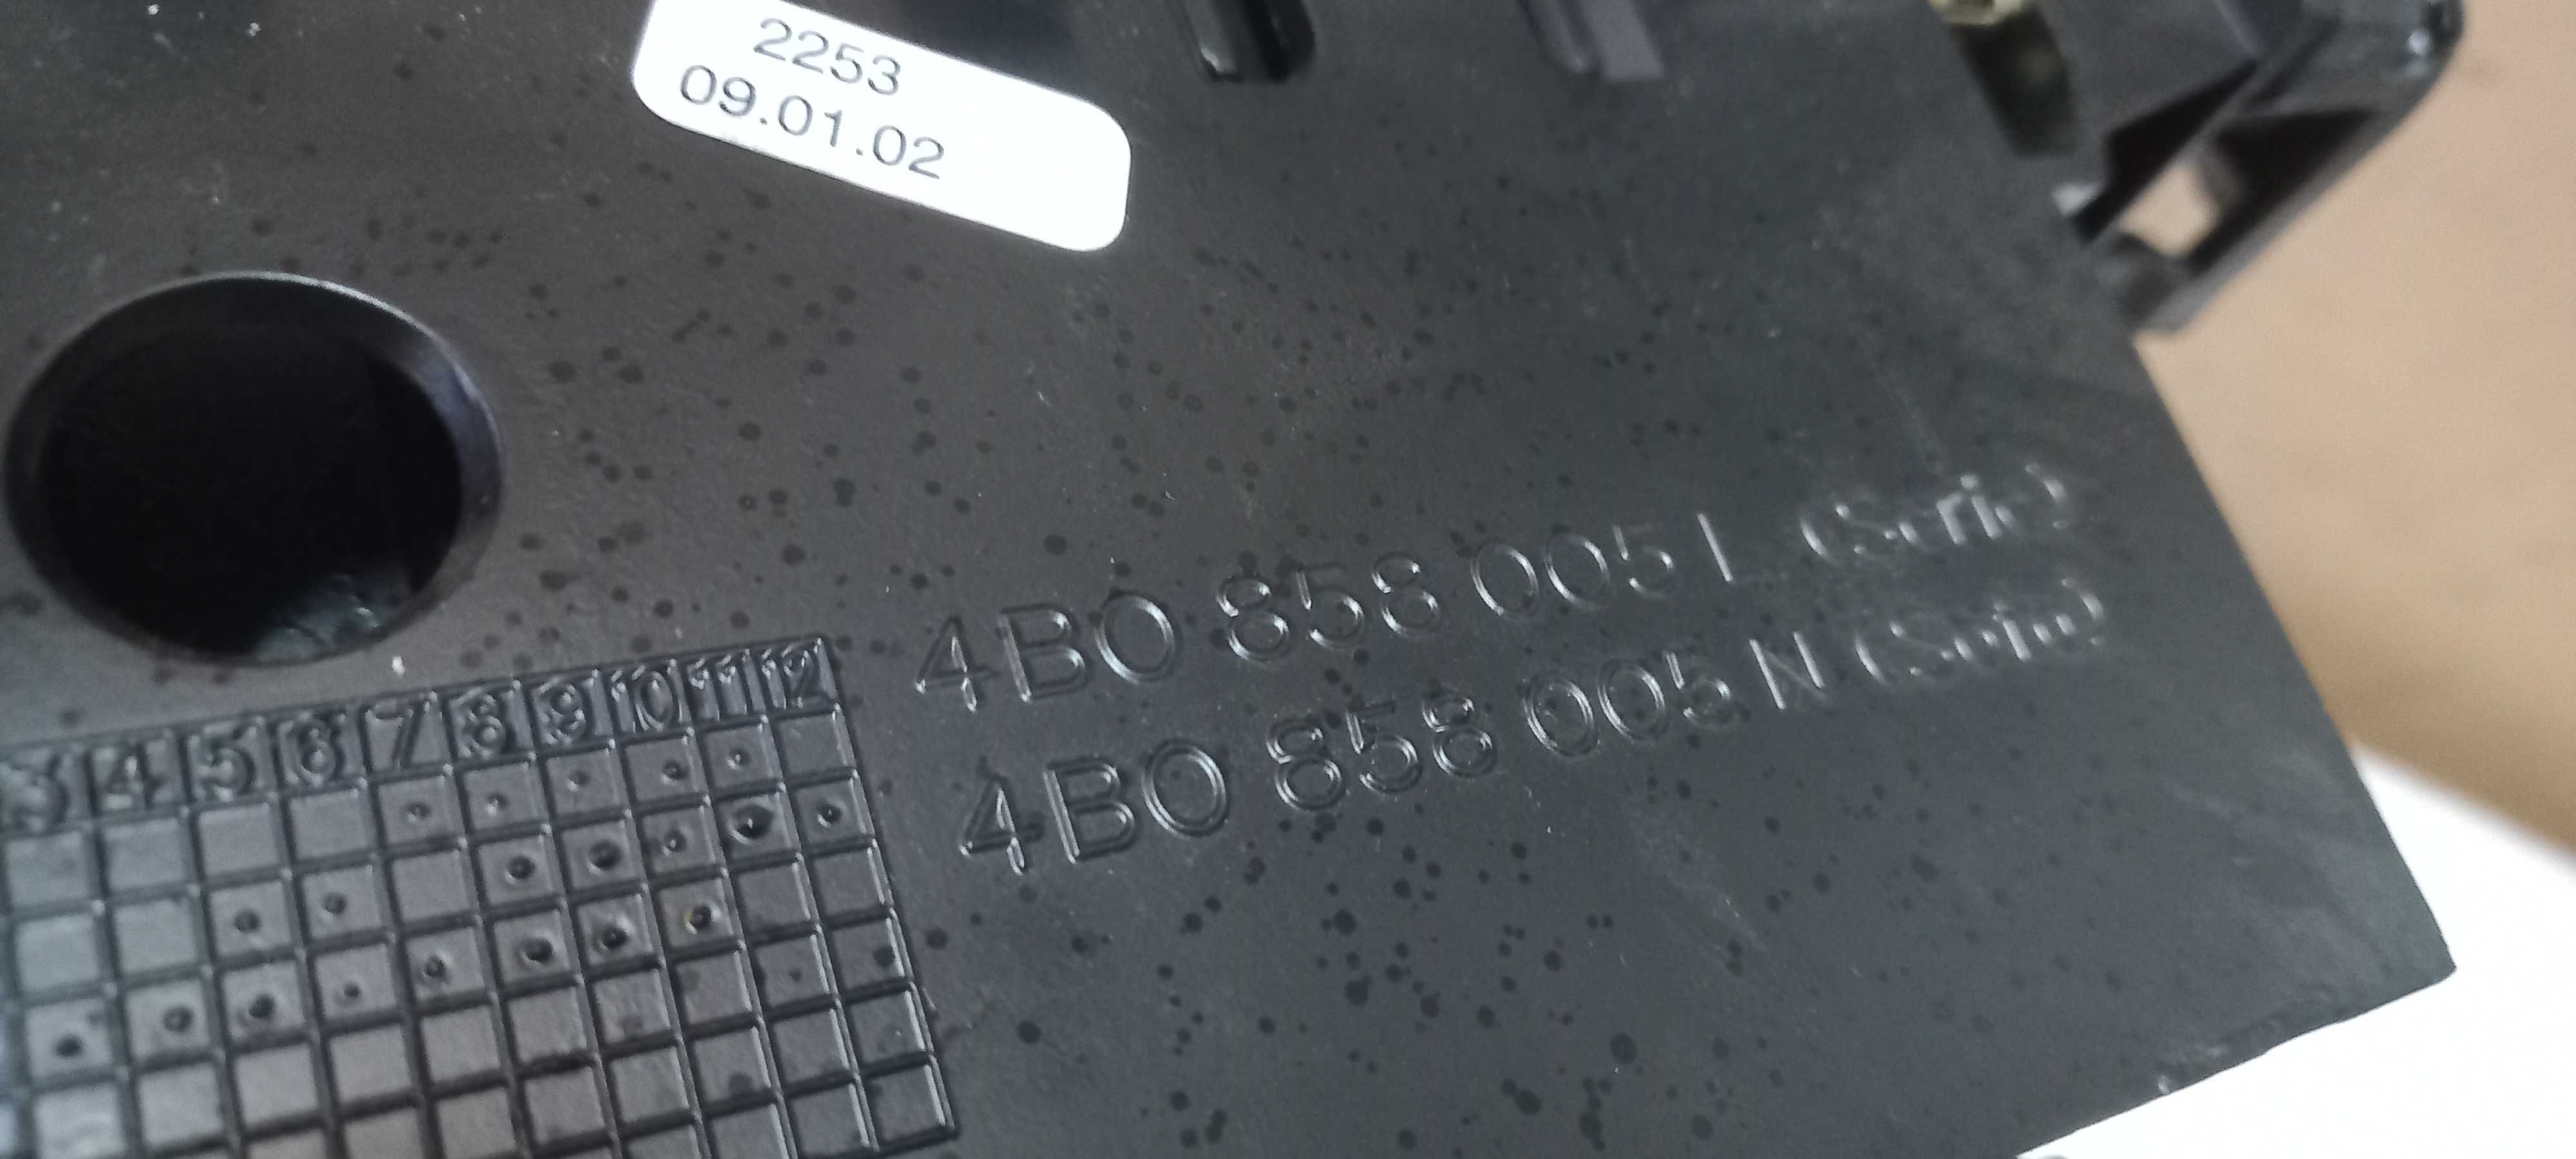 2253
09.01.02
4B0 858 005 L (Serie)
4B0 858 005 N (Serie)
3 4 5 6 7 8 9 10 11 12